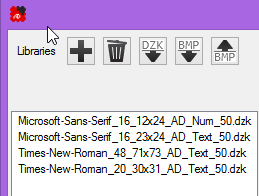 Libraries
DZK
BMP
BMP
Microsoft-Sans-Serif_16_12x24_AD_Num_50.dzk
Microsoft-Sans-Serif_16_23x24_AD_Text_50.dzk
Times-New-Roman_48_71x73_AD_Text_50.dzk
Times-New-Roman_20_30x31_AD_Text_50.dzk